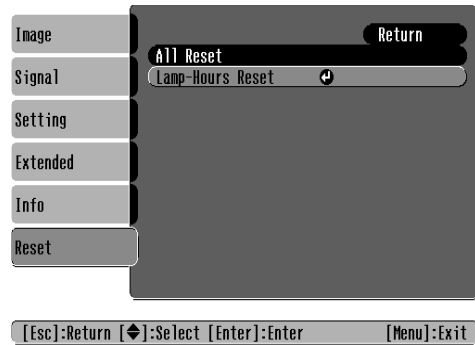 Image
Signal
Setting
Extended
Info
Reset
Return
All Reset
Lamp-Hours Reset
[Esc]:Return [◆]:Select [Enter]:Enter [Menu]:Exit